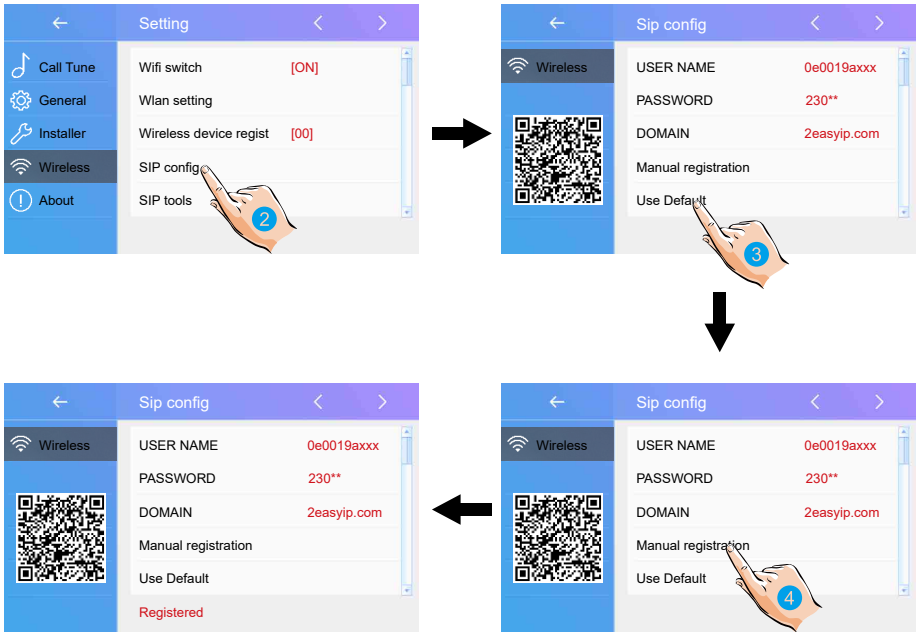 Setting
Call Tune
General
Installer
Wireless
About
Wifi switch [ON]
Wlan setting
Wireless device regist [00]
SIP config
SIP tools
2
Sip config
Wireless
USER NAME 0e0019axxx
PASSWORD 230**
DOMAIN 2easyip.com
Manual registration
Use Default
3
Sip config
Wireless
USER NAME 0e0019axxx
PASSWORD 230**
DOMAIN 2easyip.com
Manual registration
Use Default
4
Sip config
Wireless
USER NAME 0e0019axxx
PASSWORD 230**
DOMAIN 2easyip.com
Manual registration
Use Default
Registered